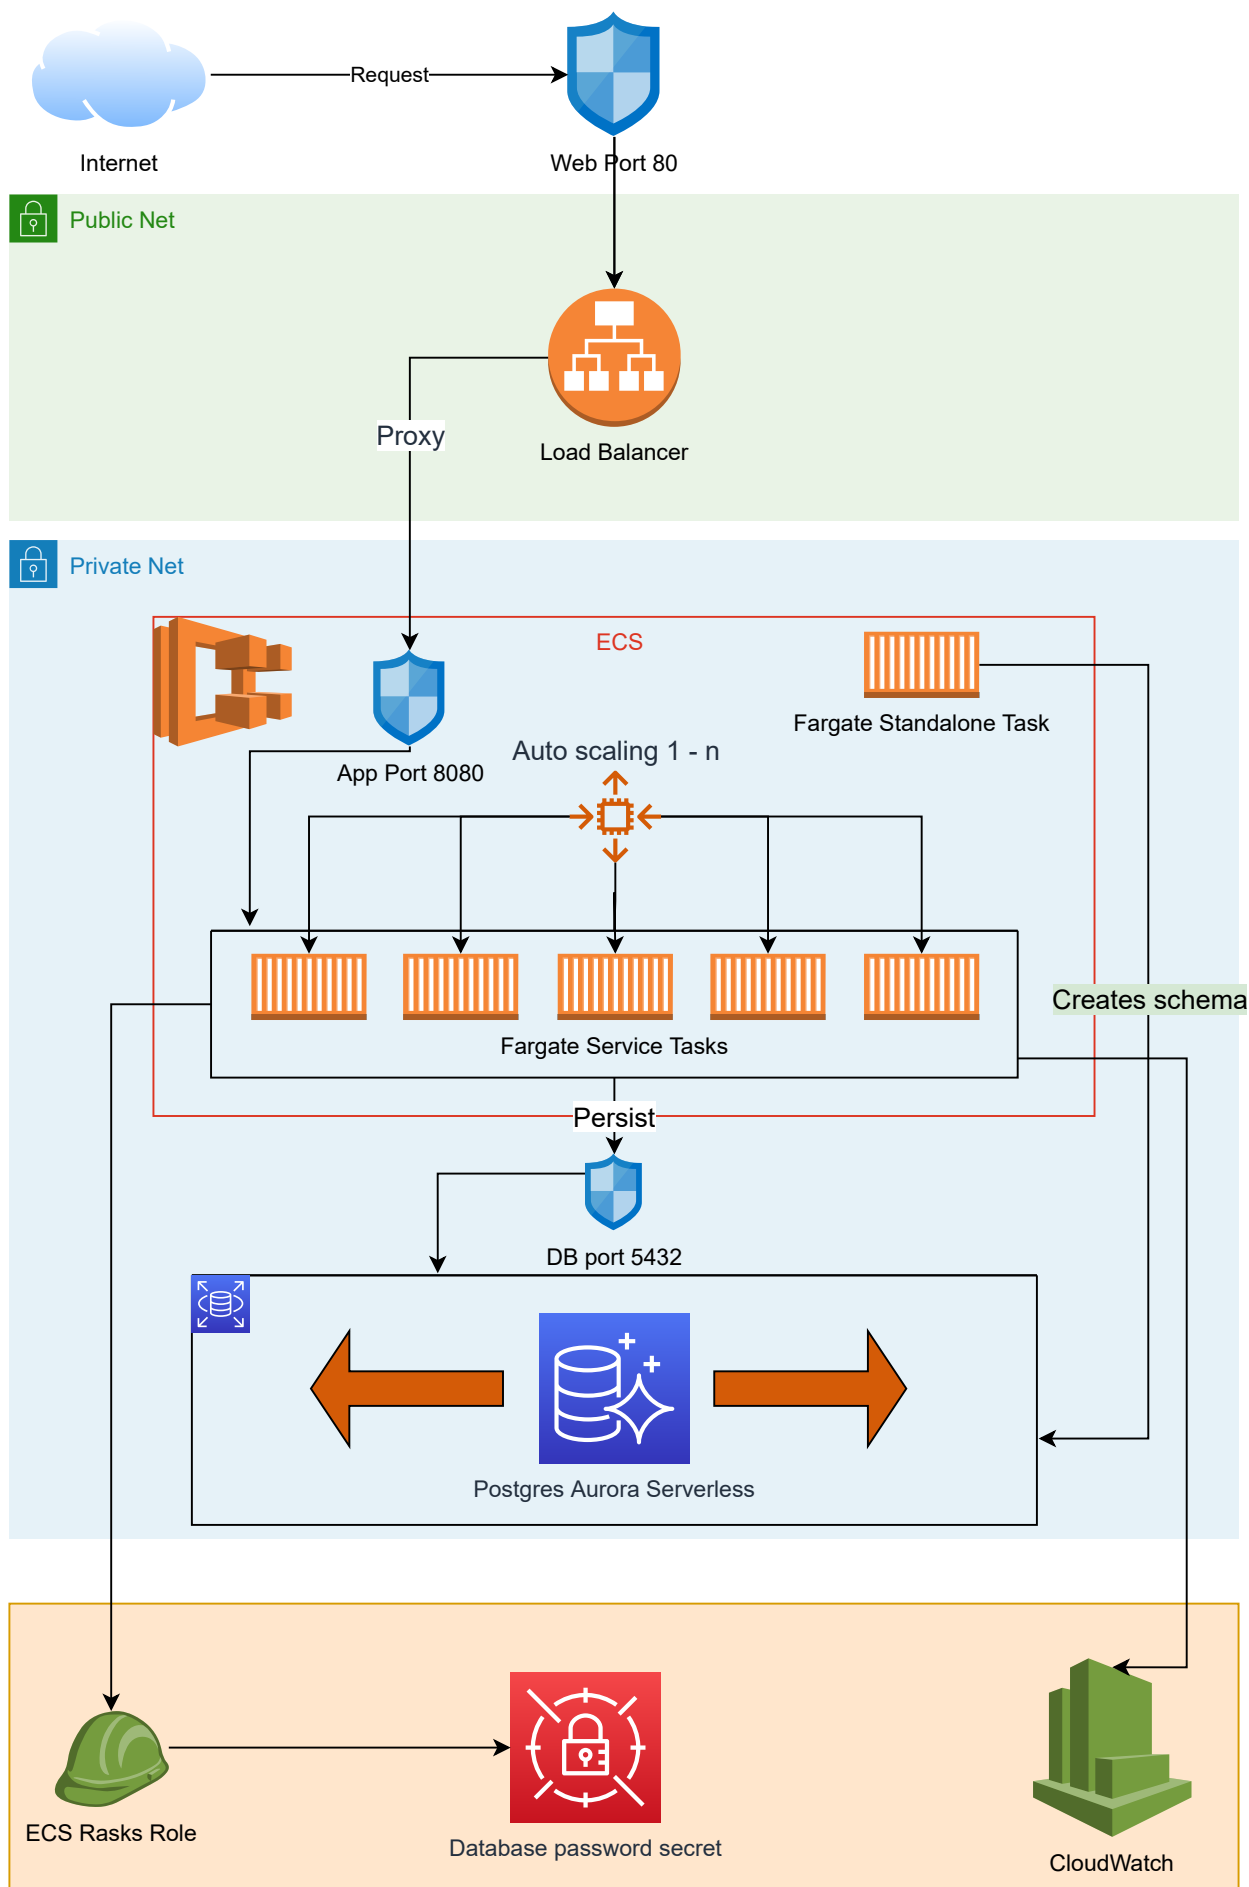 Request
Internet
Web Port 80
Public Net
Proxy
Load Balancer
Private Net
ECS
Fargate Standalone Task
Auto scaling 1 - n
App Port 8080
Creates schema
Fargate Service Tasks
Persist
DB port 5432
Postgres Aurora Serverless
ECS Rasks Role
Database password secret
CloudWatch